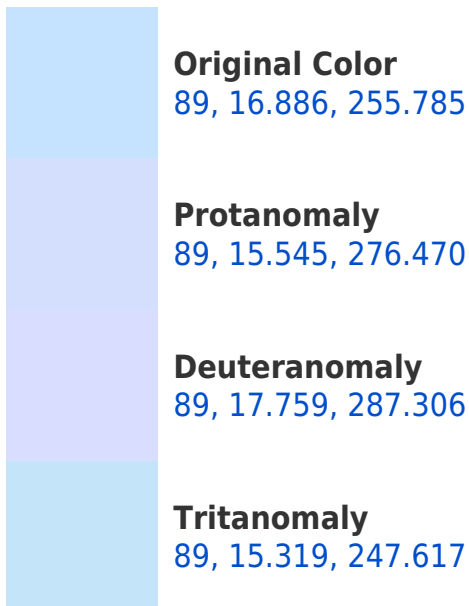 Original Color
89, 16.886, 255.785
Protanomaly
89, 15.545, 276.470
Deuteranomaly
89, 17.759, 287.306
Tritanomaly
89, 15.319, 247.617